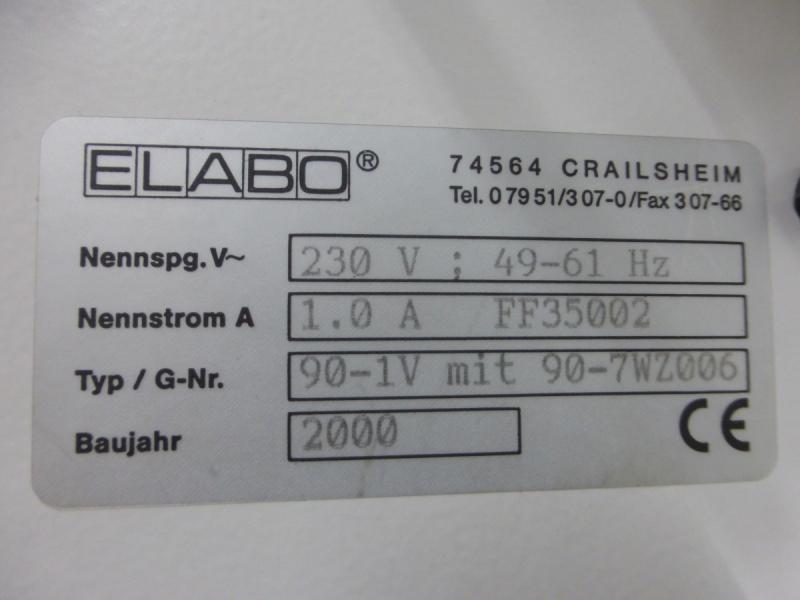 ELABO® 74564 CRAILSHEIM
Tel. 0 79 51/3 07-0/Fax 3 07-66
Nennspg. V~ 230 V ; 49-61 Hz
Nennstrom A 1.0 A FF35002
Typ / G-Nr. 90-1V mit 90-7WZ006
Baujahr 2000
CE